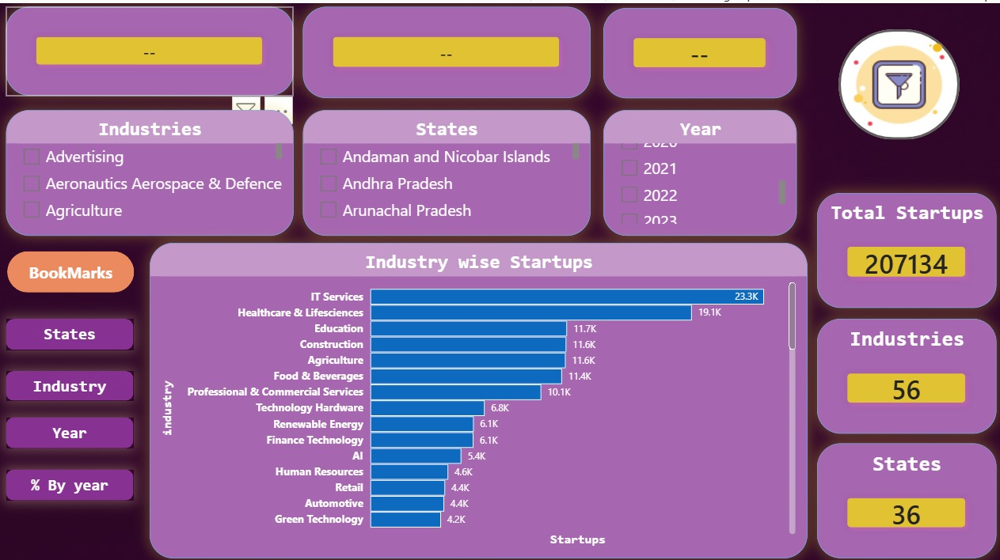 --
--
--
Industries
Advertising
Aeronautics Aerospace & Defence
Agriculture
States
Andaman and Nicobar Islands
Andhra Pradesh
Arunachal Pradesh
Year
2020
2021
2022
2023
BookMarks
States
Industry
Year
% By year
Industry wise Startups
industry
IT Services 23.3K
Healthcare & Lifesciences 19.1K
Education 11.7K
Construction 11.6K
Agriculture 11.6K
Food & Beverages 11.4K
Professional & Commercial Services 10.1K
Technology Hardware 6.8K
Renewable Energy 6.1K
Finance Technology 6.1K
AI 5.4K
Human Resources 4.6K
Retail 4.4K
Automotive 4.4K
Green Technology 4.2K
Startups
Total Startups
207134
Industries
56
States
36